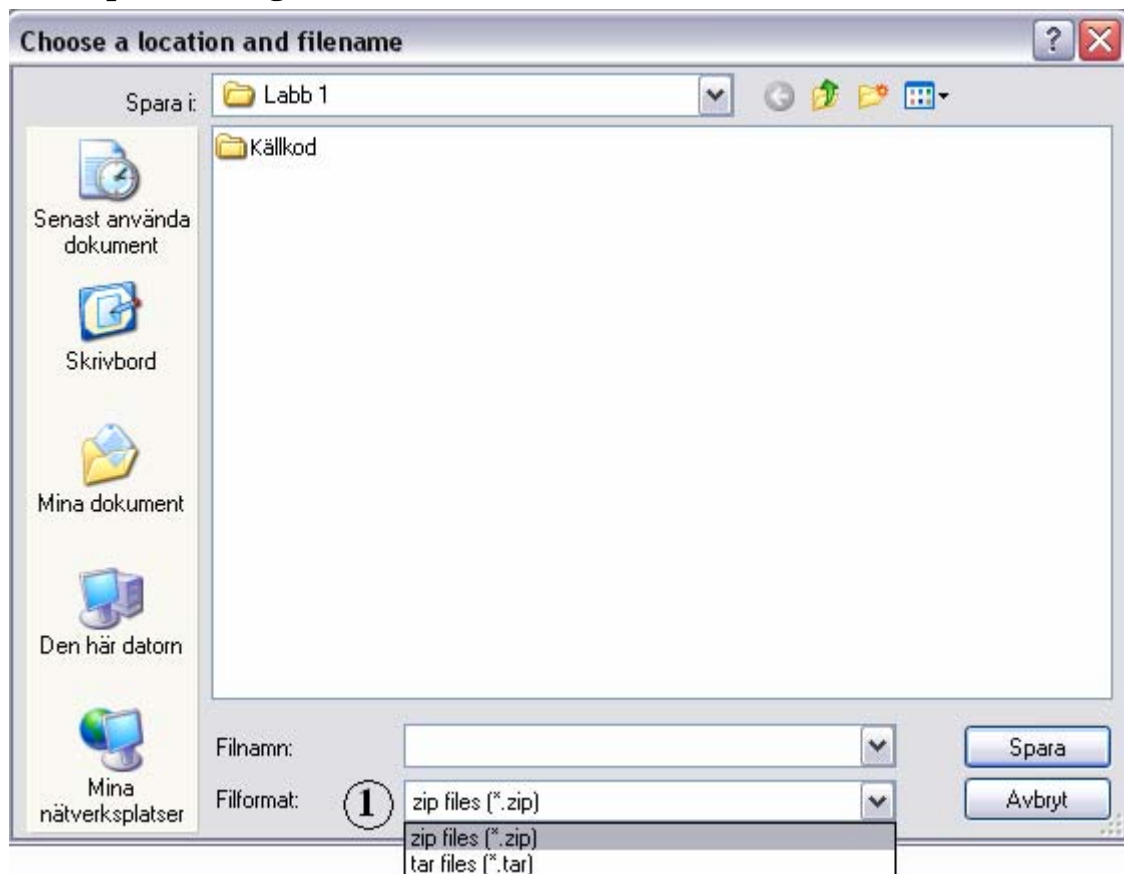 Choose a location and filename
Spara i:
Labb 1
Källkod
Senast använda
dokument
Skrivbord
Mina dokument
Den här datorn
Mina
nätverksplatser
Filnamn:
Spara
Filformat:
1
zip files (*.zip)
Avbryt
zip files (*.zip)
tar files (*.tar)